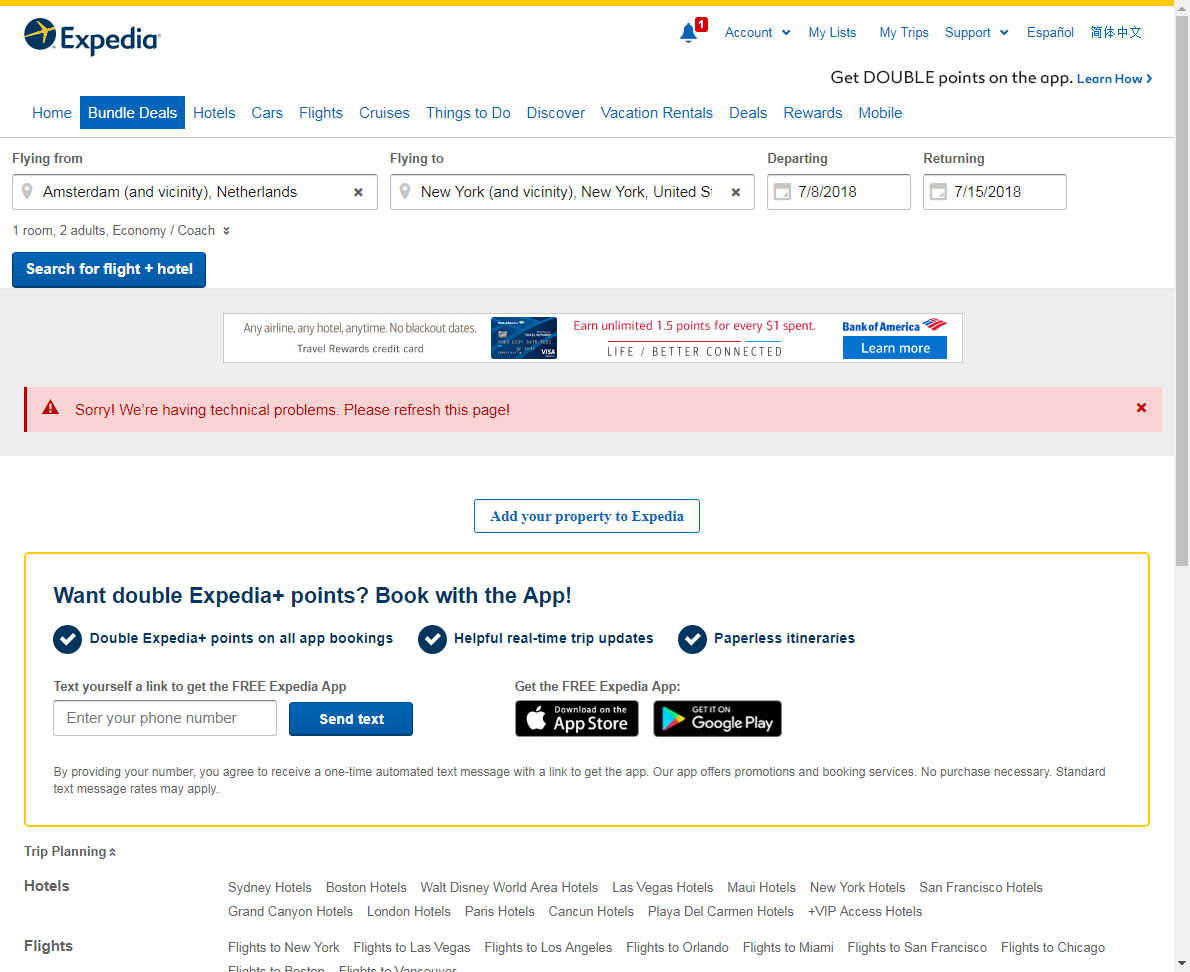 Expedia
1
Account
My Lists
My Trips
Support
Español
简体中文
Get DOUBLE points on the app. Learn How
Home Bundle Deals Hotels Cars Flights Cruises Things to Do Discover Vacation Rentals Deals Rewards Mobile
Flying from
Flying to
Departing
Returning
Amsterdam (and vicinity), Netherlands
New York (and vicinity), New York, United S
7/8/2018
7/15/2018
1 room, 2 adults, Economy / Coach
Search for flight + hotel
Any airline, any hotel, anytime. No blackout dates.
Travel Rewards credit card
VISA
Earn unlimited 1.5 points for every $1 spent.
LIFE / BETTER CONNECTED
Bank of America
Learn more
Sorry! We're having technical problems. Please refresh this page!
Add your property to Expedia
Want double Expedia+ points? Book with the App!
Double Expedia+ points on all app bookings
Helpful real-time trip updates
Paperless itineraries
Text yourself a link to get the FREE Expedia App
Enter your phone number
Send text
Get the FREE Expedia App:
Download on the
App Store
GET IT ON
Google Play
By providing your number, you agree to receive a one-time automated text message with a link to get the app. Our app offers promotions and booking services. No purchase necessary. Standard
text message rates may apply.
Trip Planning
Hotels
Sydney Hotels Boston Hotels Walt Disney World Area Hotels Las Vegas Hotels Maui Hotels New York Hotels San Francisco Hotels
Grand Canyon Hotels London Hotels Paris Hotels Cancun Hotels Playa Del Carmen Hotels +VIP Access Hotels
Flights
Flights to New York Flights to Las Vegas Flights to Los Angeles Flights to Orlando Flights to Miami Flights to San Francisco Flights to Chicago
Flights to Boston Flights to Vancouver